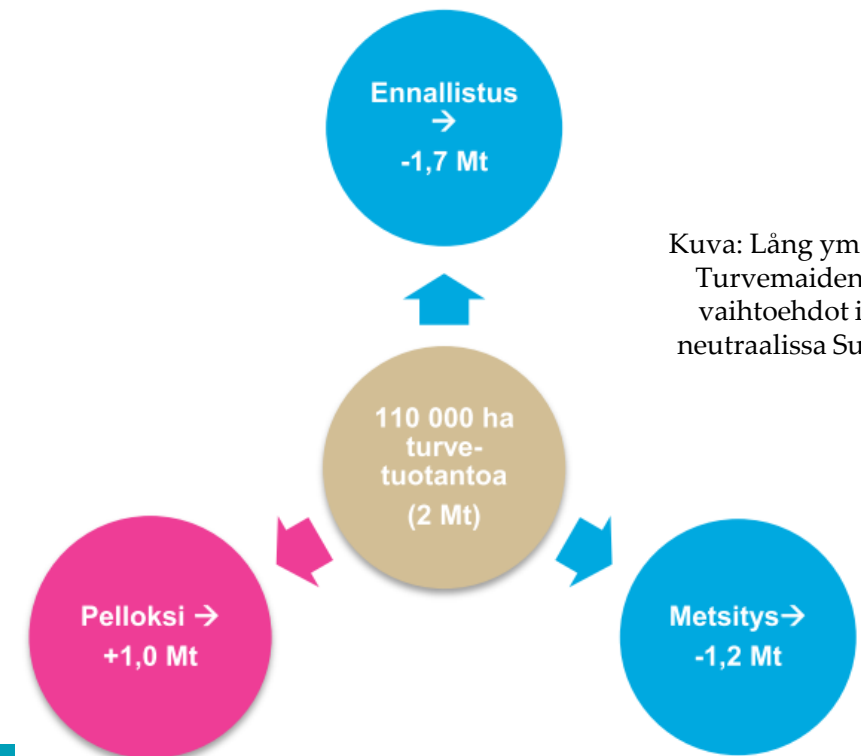 Ennallistus
→
-1,7 Mt
Kuva: Lång ym
Turvemaiden
vaihtoehdot i
neutraalissa Su
110 000 ha
turve-
tuotantoa
(2 Mt)
Pelloksi →
+1,0 Mt
Metsitys→
-1,2 Mt